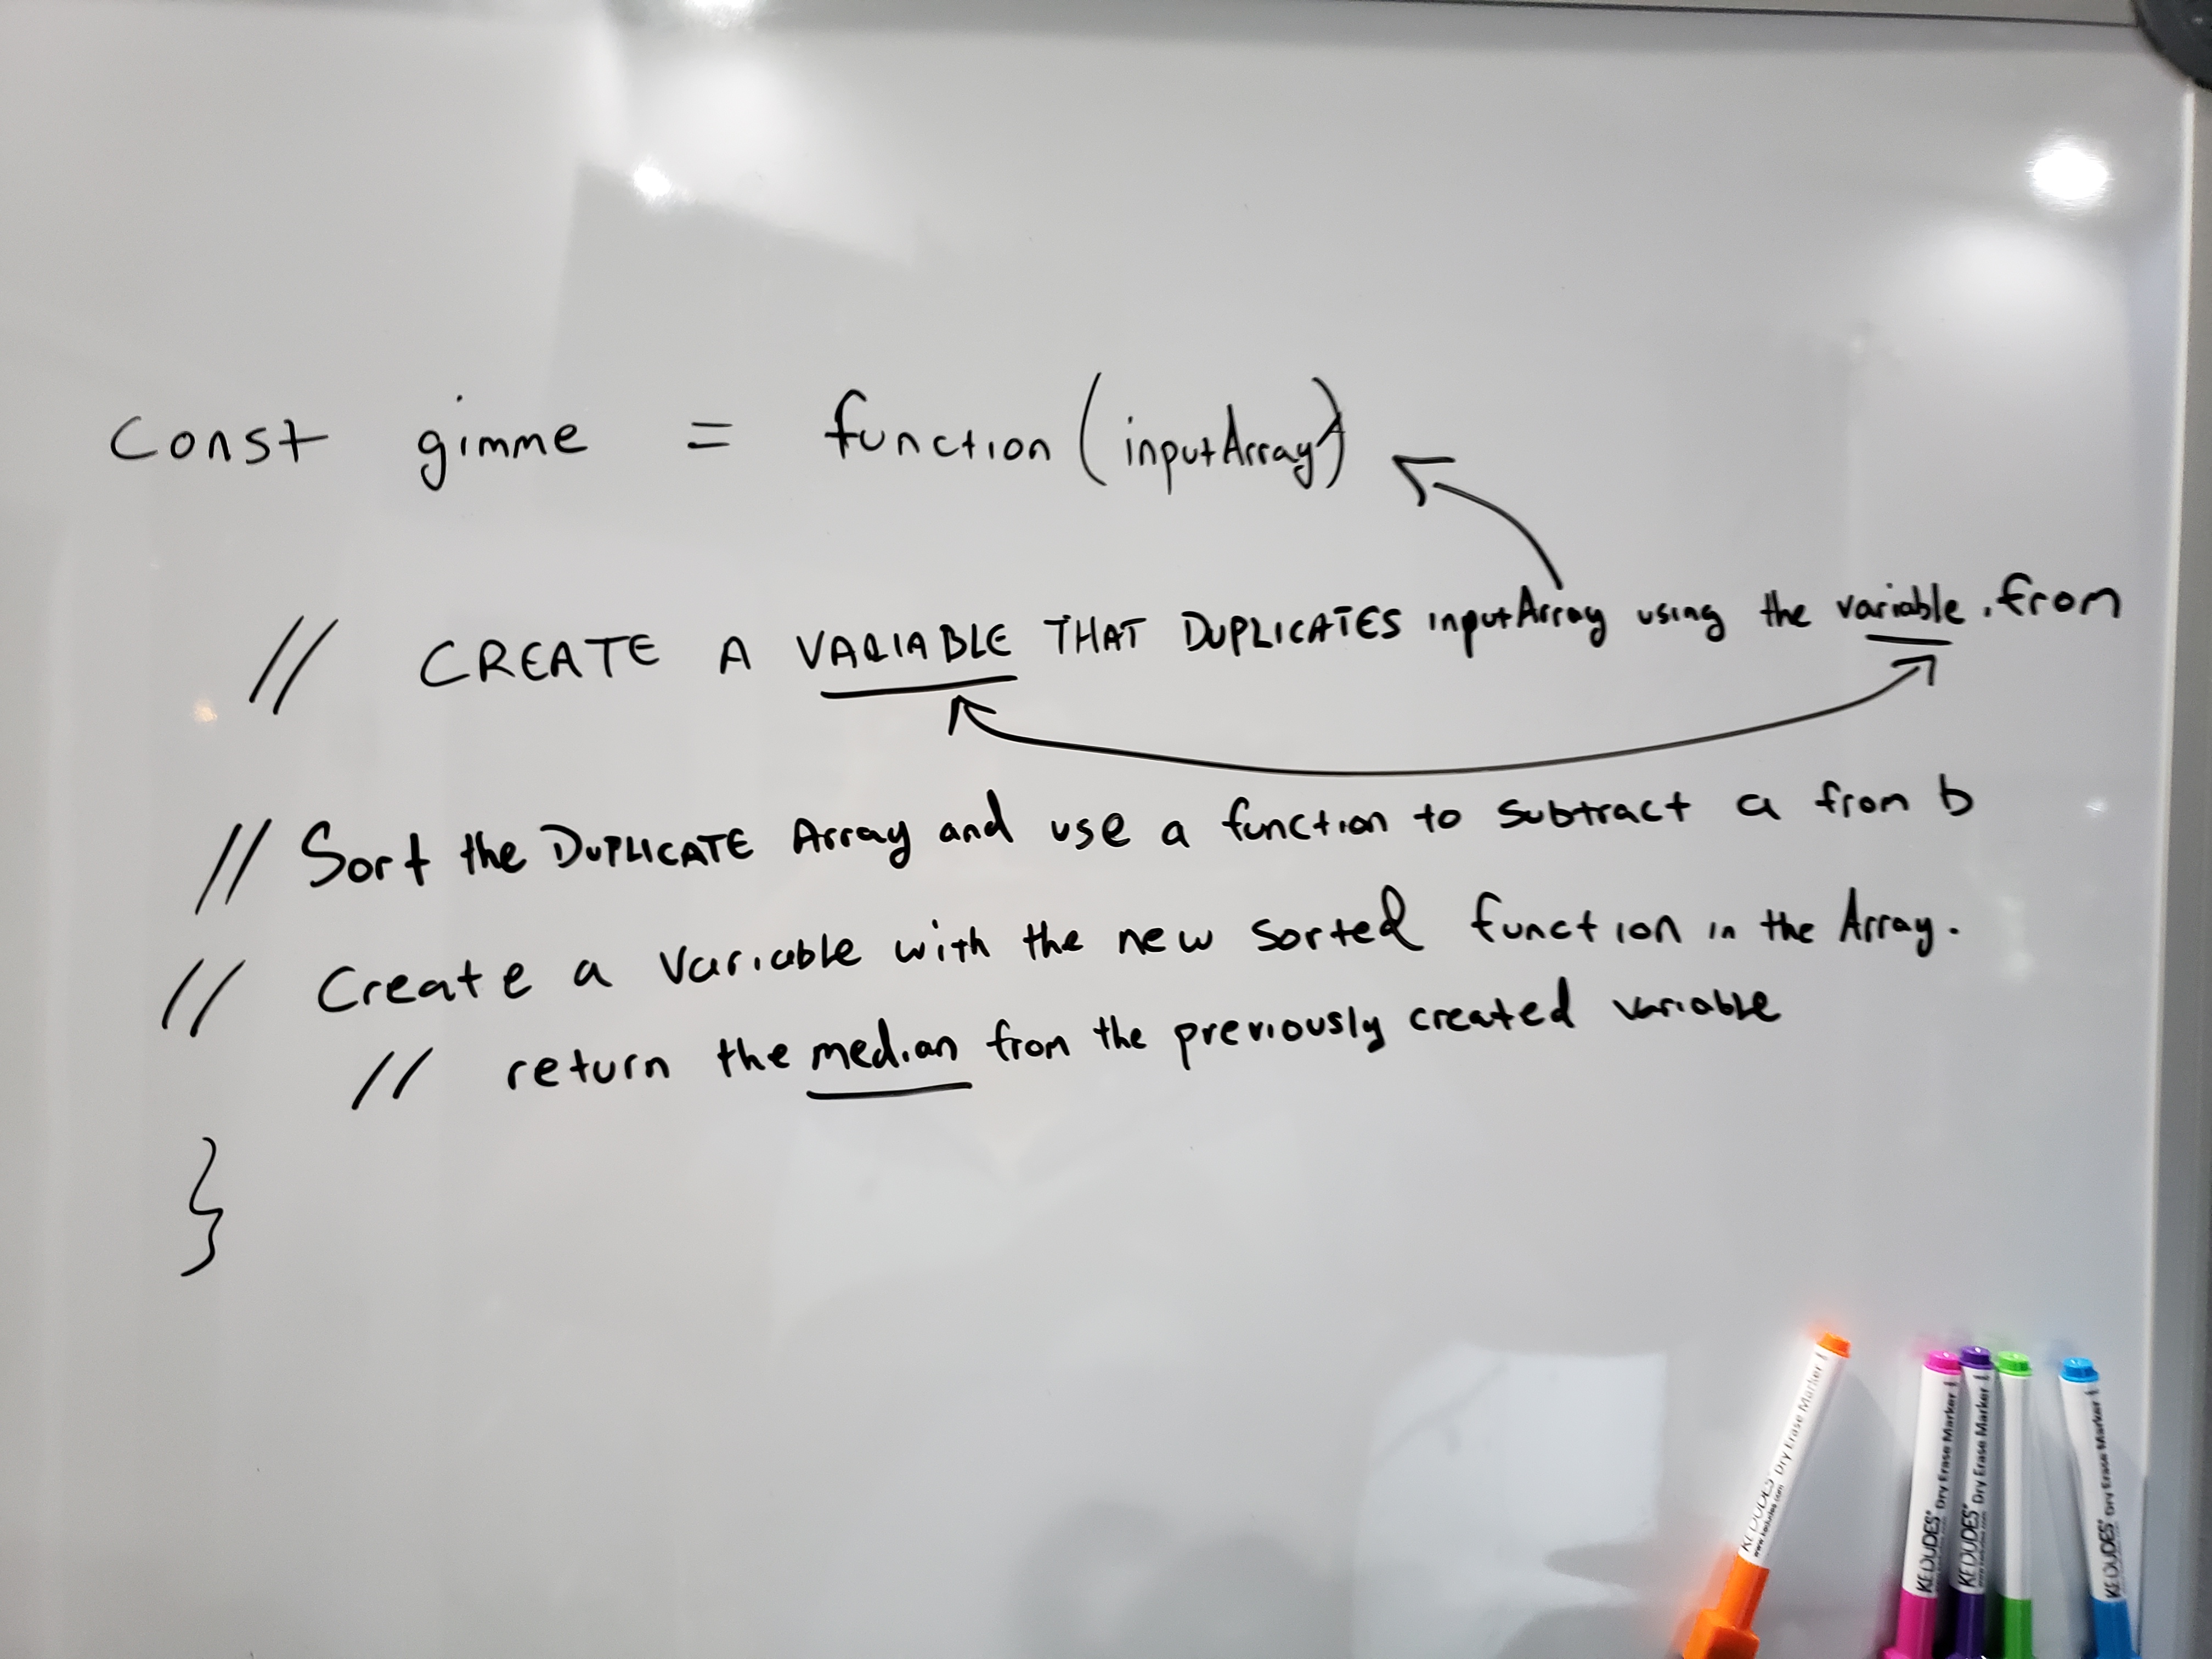 const gimme = function (inputArray)
// CREATE A VARIABLE THAT DUPLICATES inputArray using the variable .from
// Sort the DUPLICATE Array and use a function to subtract a from b
// Create a variable with the new sorted function in the Array.
// return the median from the previously created variable
}
KEDUDES® Dry Erase Marker
KEDUDES® Dry Erase Marker
KEDUDES® Dry Erase Marker
KEDUDES® Dry Erase Marker